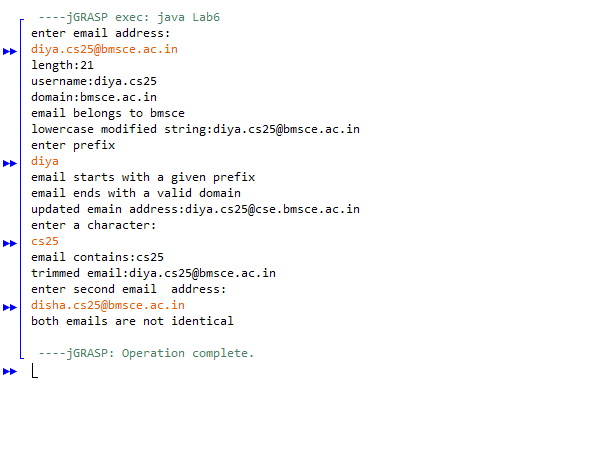 ----jGRASP exec: java Lab6
enter email address:
diya.cs25@bmsce.ac.in
length:21
username:diya.cs25
domain:bmsce.ac.in
email belongs to bmsce
lowercase modified string:diya.cs25@bmsce.ac.in
enter prefix
diya
email starts with a given prefix
email ends with a valid domain
updated emain address:diya.cs25@cse.bmsce.ac.in
enter a character:
cs25
email contains:cs25
trimmed email:diya.cs25@bmsce.ac.in
enter second email  address:
disha.cs25@bmsce.ac.in
both emails are not identical
----jGRASP: Operation complete.